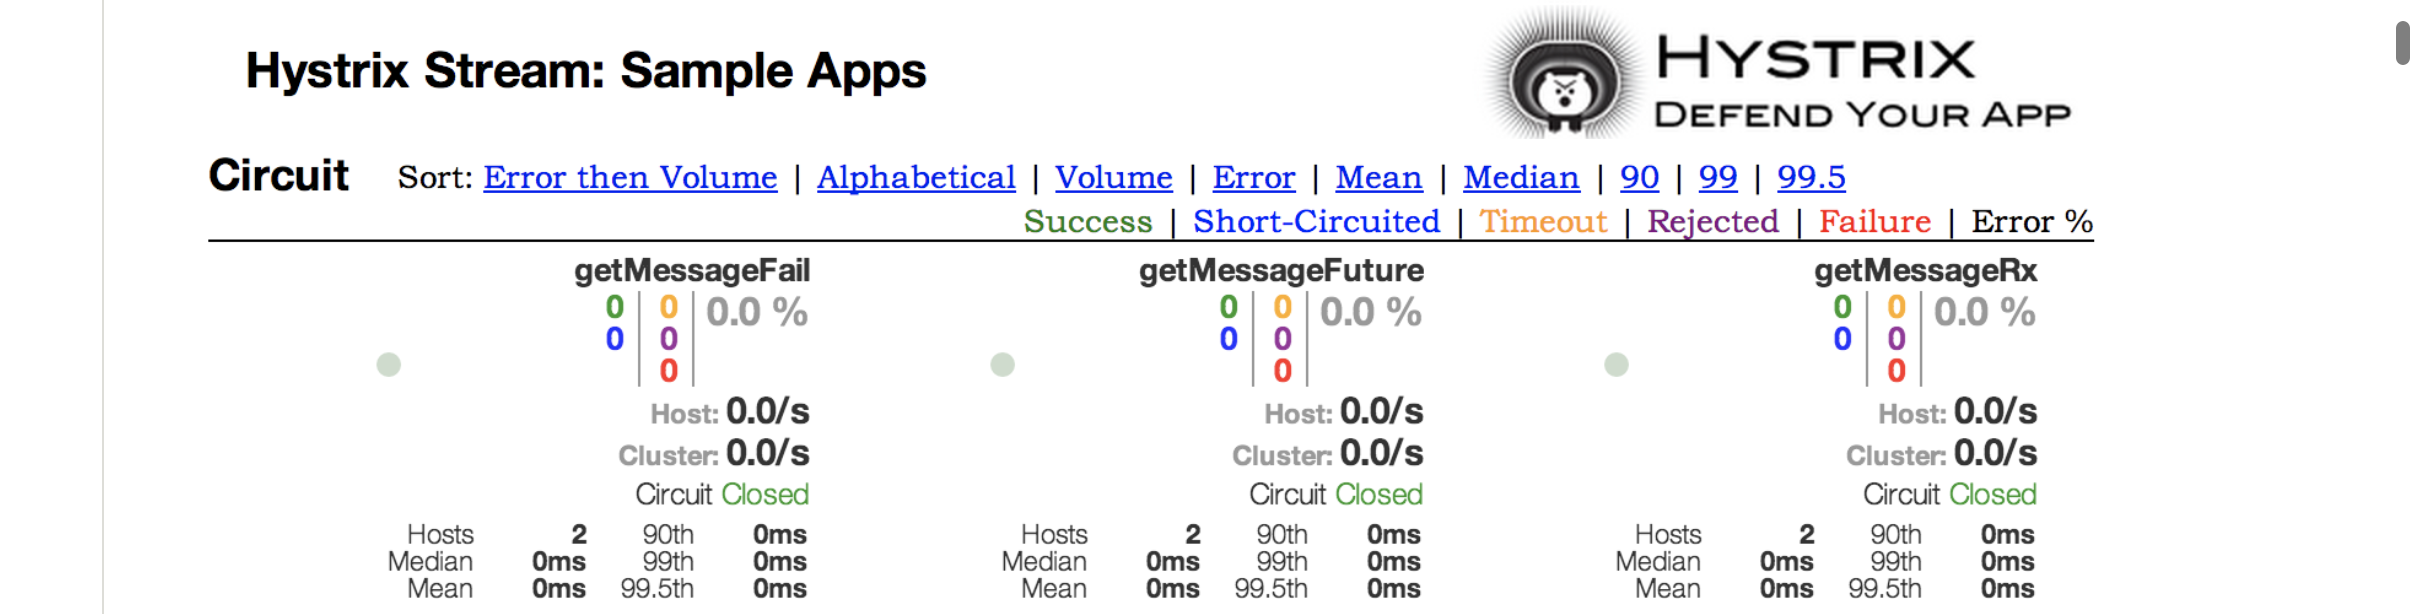 Hystrix Stream: Sample Apps
HYSTRIX
DEFEND YOUR APP
Circuit Sort: Error then Volume | Alphabetical | Volume | Error | Mean | Median | 90 | 99 | 99.5
Success | Short-Circuited | Timeout | Rejected | Failure | Error %
getMessageFail getMessageFuture getMessageRx
0 0 0.0 % 0 0 0.0 % 0 0 0.0 %
0 0 0 0 0 0
0 0 0
Host: 0.0/s Host: 0.0/s Host: 0.0/s
Cluster: 0.0/s Cluster: 0.0/s Cluster: 0.0/s
Circuit Closed Circuit Closed Circuit Closed
Hosts 2 90th 0ms Hosts 2 90th 0ms Hosts 2 90th 0ms
Median 0ms 99th 0ms Median 0ms 99th 0ms Median 0ms 99th 0ms
Mean 0ms 99.5th 0ms Mean 0ms 99.5th 0ms Mean 0ms 99.5th 0ms